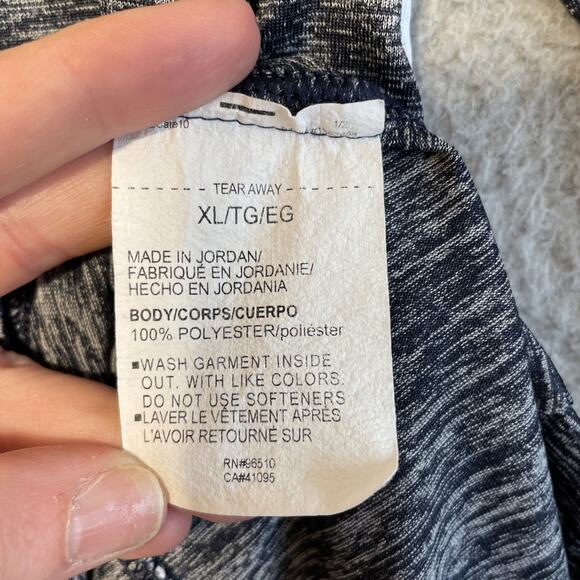 TEAR AWAY
XL/TG/EG
MADE IN JORDAN/
FABRIQUÉ EN JORDANIE/
HECHO EN JORDANIA
BODY/CORPS/CUERPO
100% POLYESTER/poliéster
WASH GARMENT INSIDE
OUT. WITH LIKE COLORS.
DO NOT USE SOFTENERS
LAVER LE VÊTEMENT APRÈS
L'AVOIR RETOURNÉ SUR
RN#96510
CA#41095